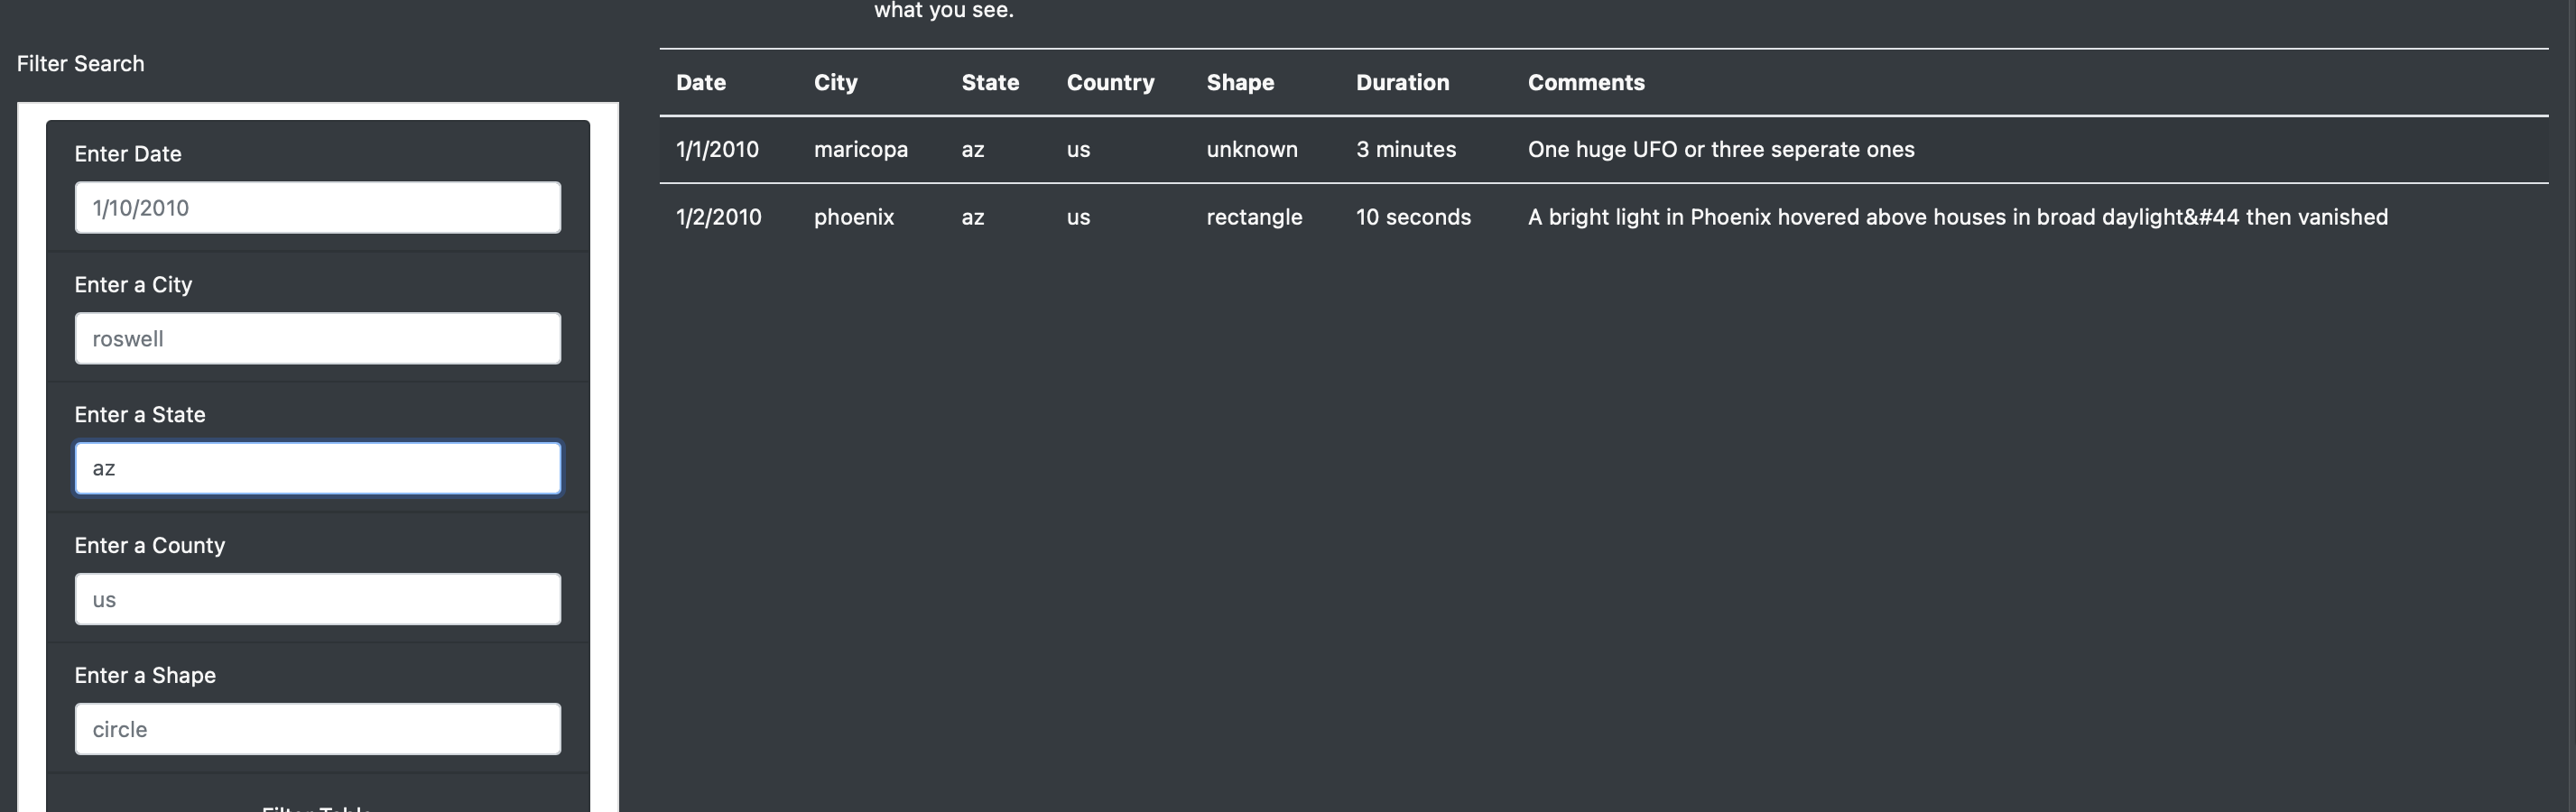 what you see.
Filter Search
Enter Date
1/10/2010
Enter a City
roswell
Enter a State
az
Enter a County
us
Enter a Shape
circle
Filter Table
Date City State Country Shape Duration Comments
1/1/2010 maricopa az us unknown 3 minutes One huge UFO or three seperate ones
1/2/2010 phoenix az us rectangle 10 seconds A bright light in Phoenix hovered above houses in broad daylight&#44 then vanished